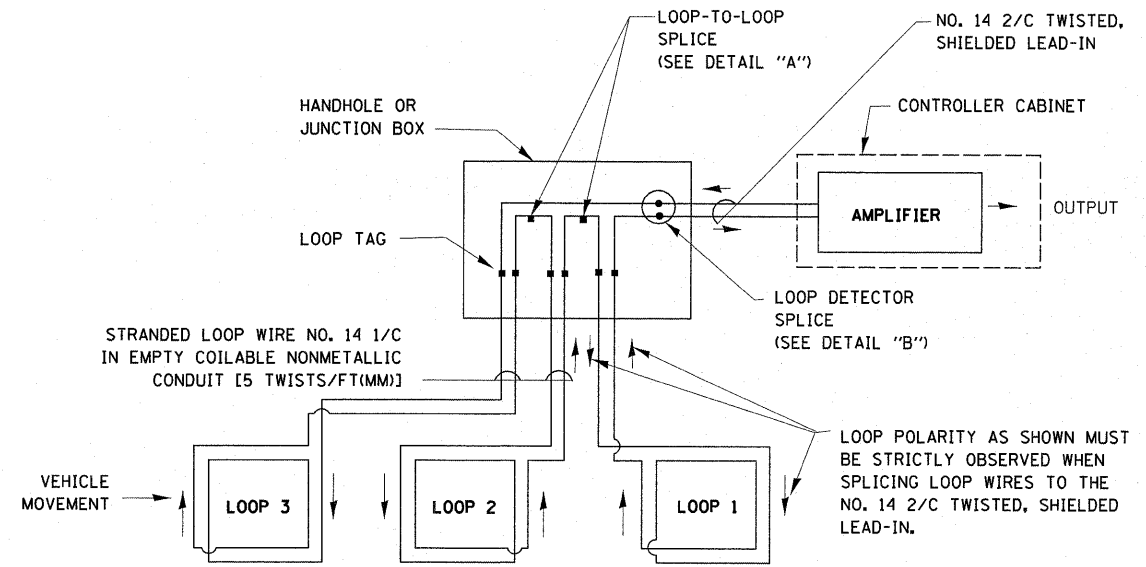 LOOP-TO-LOOP
SPLICE
(SEE DETAIL "A")
NO. 14 2/C TWISTED,
SHIELDED LEAD-IN
HANDHOLE OR
JUNCTION BOX
CONTROLLER CABINET
AMPLIFIER
OUTPUT
LOOP TAG
LOOP DETECTOR
SPLICE
(SEE DETAIL "B")
STRANDED LOOP WIRE NO. 14 1/C
IN EMPTY COILABLE NONMETALLIC
CONDUIT [5 TWISTS/FT(MM)]
LOOP POLARITY AS SHOWN MUST
BE STRICTLY OBSERVED WHEN
SPLICING LOOP WIRES TO THE
NO. 14 2/C TWISTED, SHIELDED
LEAD-IN.
VEHICLE
MOVEMENT
LOOP 3
LOOP 2
LOOP 1